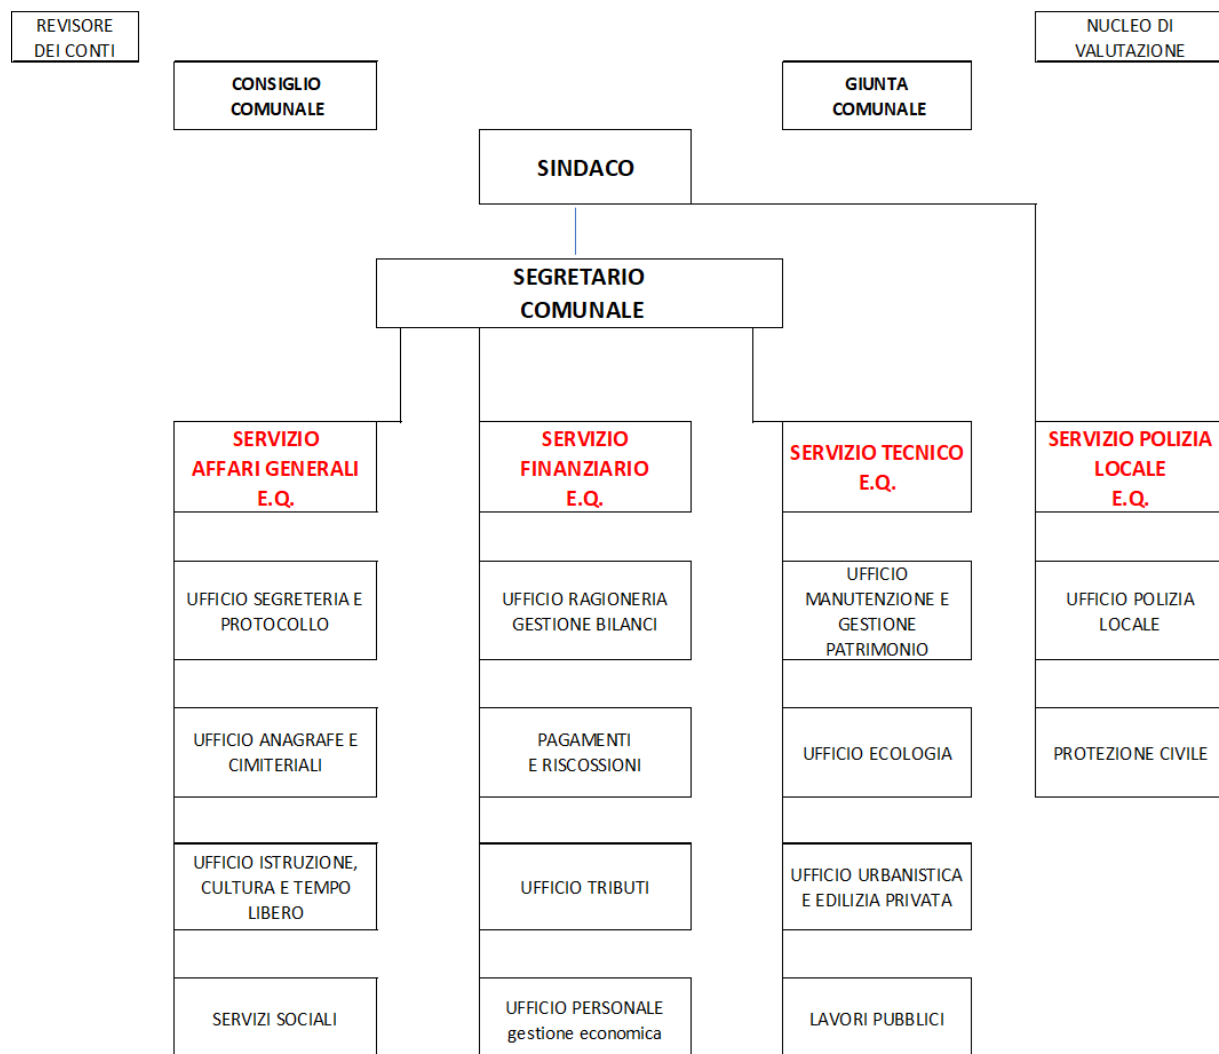 REVISORE
DEI CONTI
NUCLEO DI
VALUTAZIONE
CONSIGLIO
COMUNALE
GIUNTA
COMUNALE
SINDACO
SEGRETARIO
COMUNALE
SERVIZIO
AFFARI GENERALI
E.Q.
SERVIZIO
FINANZIARIO
E.Q.
SERVIZIO TECNICO
E.Q.
SERVIZIO POLIZIA
LOCALE
E.Q.
UFFICIO SEGRETERIA E
PROTOCOLLO
UFFICIO RAGIONERIA
GESTIONE BILANCI
UFFICIO
MANUTENZIONE E
GESTIONE
PATRIMONIO
UFFICIO POLIZIA
LOCALE
UFFICIO ANAGRAFE E
CIMITERIALI
PAGAMENTI
E RISCOSSIONI
UFFICIO ECOLOGIA
PROTEZIONE CIVILE
UFFICIO ISTRUZIONE,
CULTURA E TEMPO
LIBERO
UFFICIO TRIBUTI
UFFICIO URBANISTICA
E EDILIZIA PRIVATA
SERVIZI SOCIALI
UFFICIO PERSONALE
gestione economica
LAVORI PUBBLICI